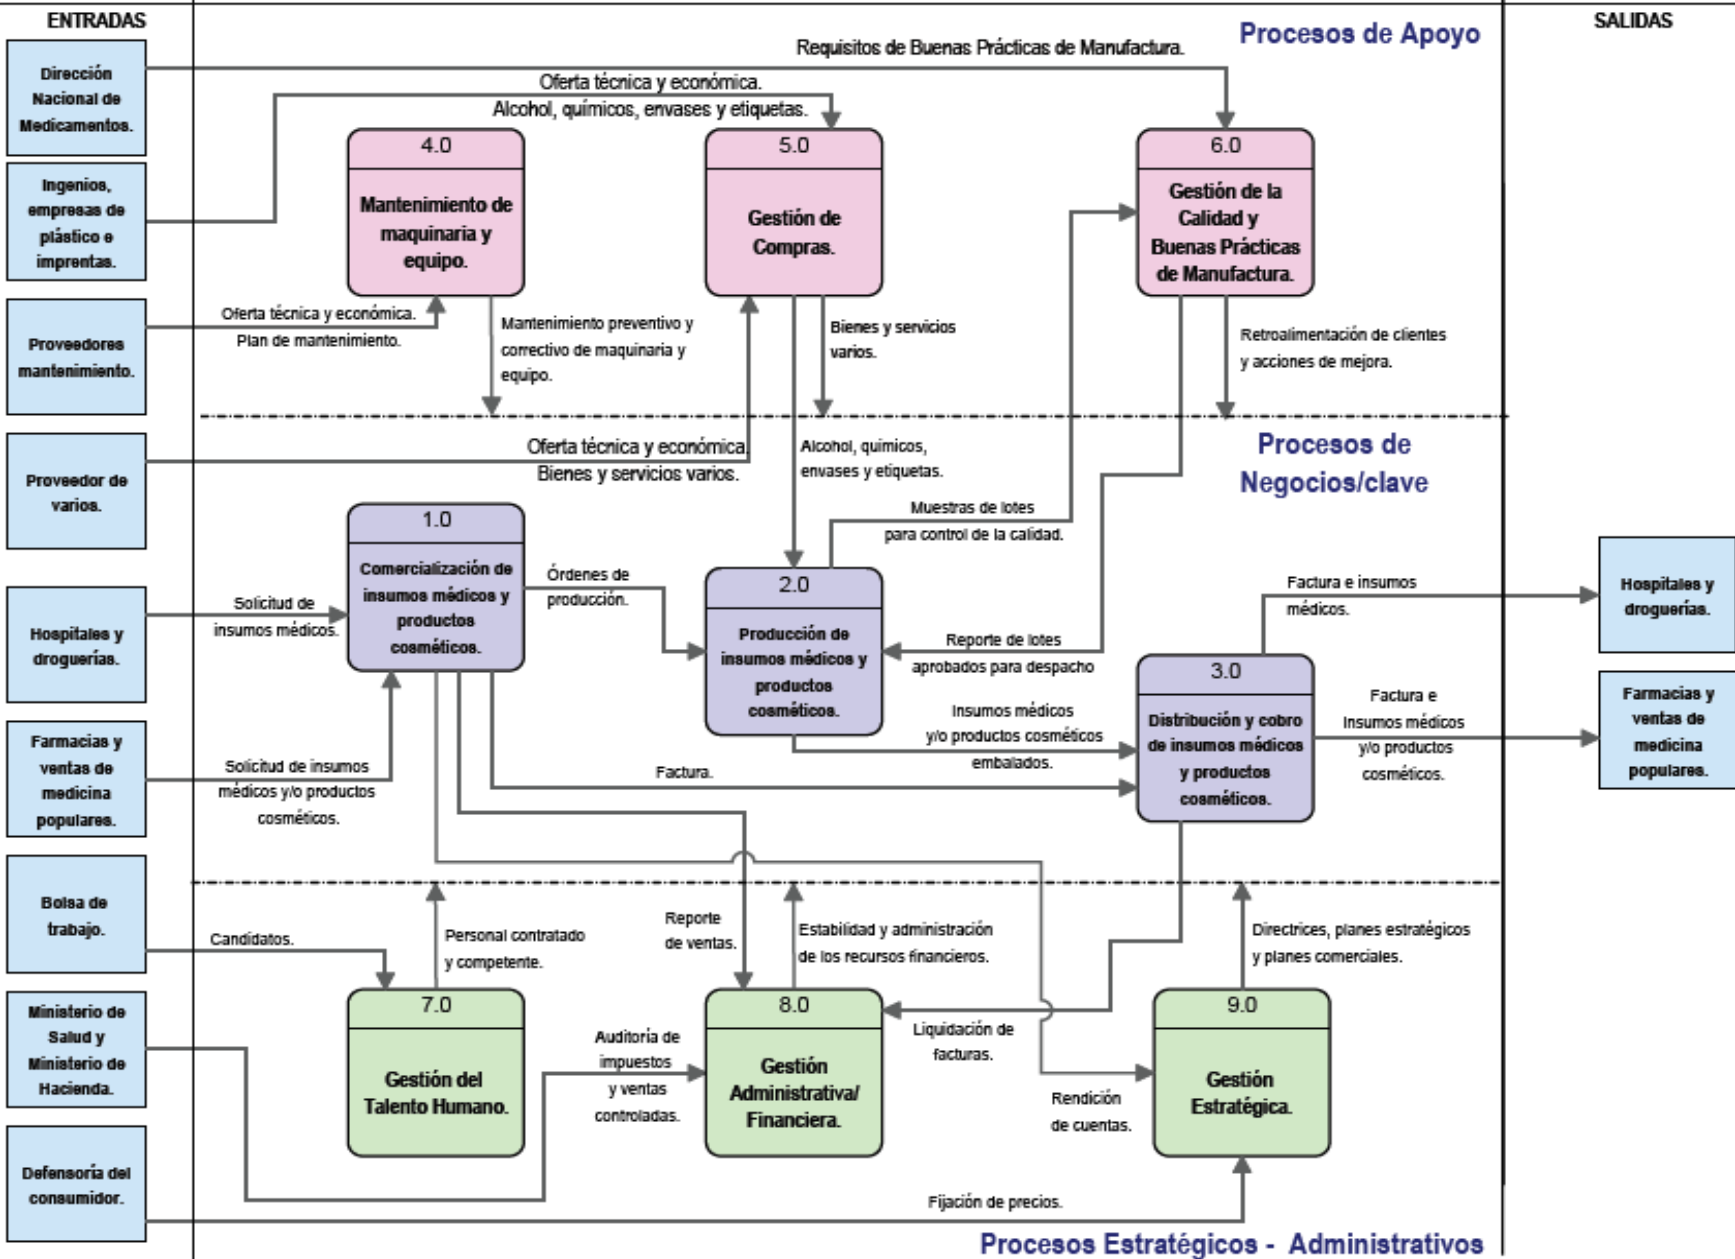 ENTRADAS
SALIDAS
Procesos de Apoyo
Dirección
Nacional de
Medicamentos.
Requisitos de Buenas Prácticas de Manufactura.
Oferta técnica y económica.
Alcohol, químicos, envases y etiquetas.
Ingenios,
empresas de
plástico e
imprentas.
4.0
Mantenimiento de
maquinaria y
equipo.
5.0
Gestión de
Compras.
6.0
Gestión de la
Calidad y
Buenas Prácticas
de Manufactura.
Proveedores
mantenimiento.
Oferta técnica y económica.
Plan de mantenimiento.
Mantenimiento preventivo y
correctivo de maquinaria y
equipo.
Bienes y servicios
varios.
Retroalimentación de clientes
y acciones de mejora.
Procesos de
Negocios/clave
Proveedor de
varios.
Oferta técnica y económica.
Bienes y servicios varios.
Alcohol, químicos,
envases y etiquetas.
Muestras de lotes
para control de la calidad.
1.0
Comercialización de
insumos médicos y
productos
cosméticos.
Órdenes de
producción.
2.0
Producción de
insumos médicos y
productos
cosméticos.
Hospitales y
droguerías.
Solicitud de
insumos médicos.
Reporte de lotes
aprobados para despacho
3.0
Distribución y cobro
de insumos médicos
y productos
cosméticos.
Factura e insumos
médicos.
Hospitales y
droguerías.
Factura e
Insumos médicos
y/o productos
cosméticos.
Farmacias y
ventas de
medicina
populares.
Farmacias y
ventas de
medicina
populares.
Solicitud de insumos
médicos y/o productos
cosméticos.
Insumos médicos
y/o productos cosméticos
embalados.
Factura.
Bolsa de
trabajo.
Candidatos.
Personal contratado
y competente.
Reporte
de ventas.
Estabilidad y administración
de los recursos financieros.
Directrices, planes estratégicos
y planes comerciales.
Ministerio de
Salud y
Ministerio de
Hacienda.
7.0
Gestión del
Talento Humano.
Auditoría de
impuestos
y ventas
controladas.
8.0
Gestión
Administrativa/
Financiera.
Liquidación de
facturas.
Rendición
de cuentas.
9.0
Gestión
Estratégica.
Defensoría del
consumidor.
Fijación de precios.
Procesos Estratégicos - Administrativos